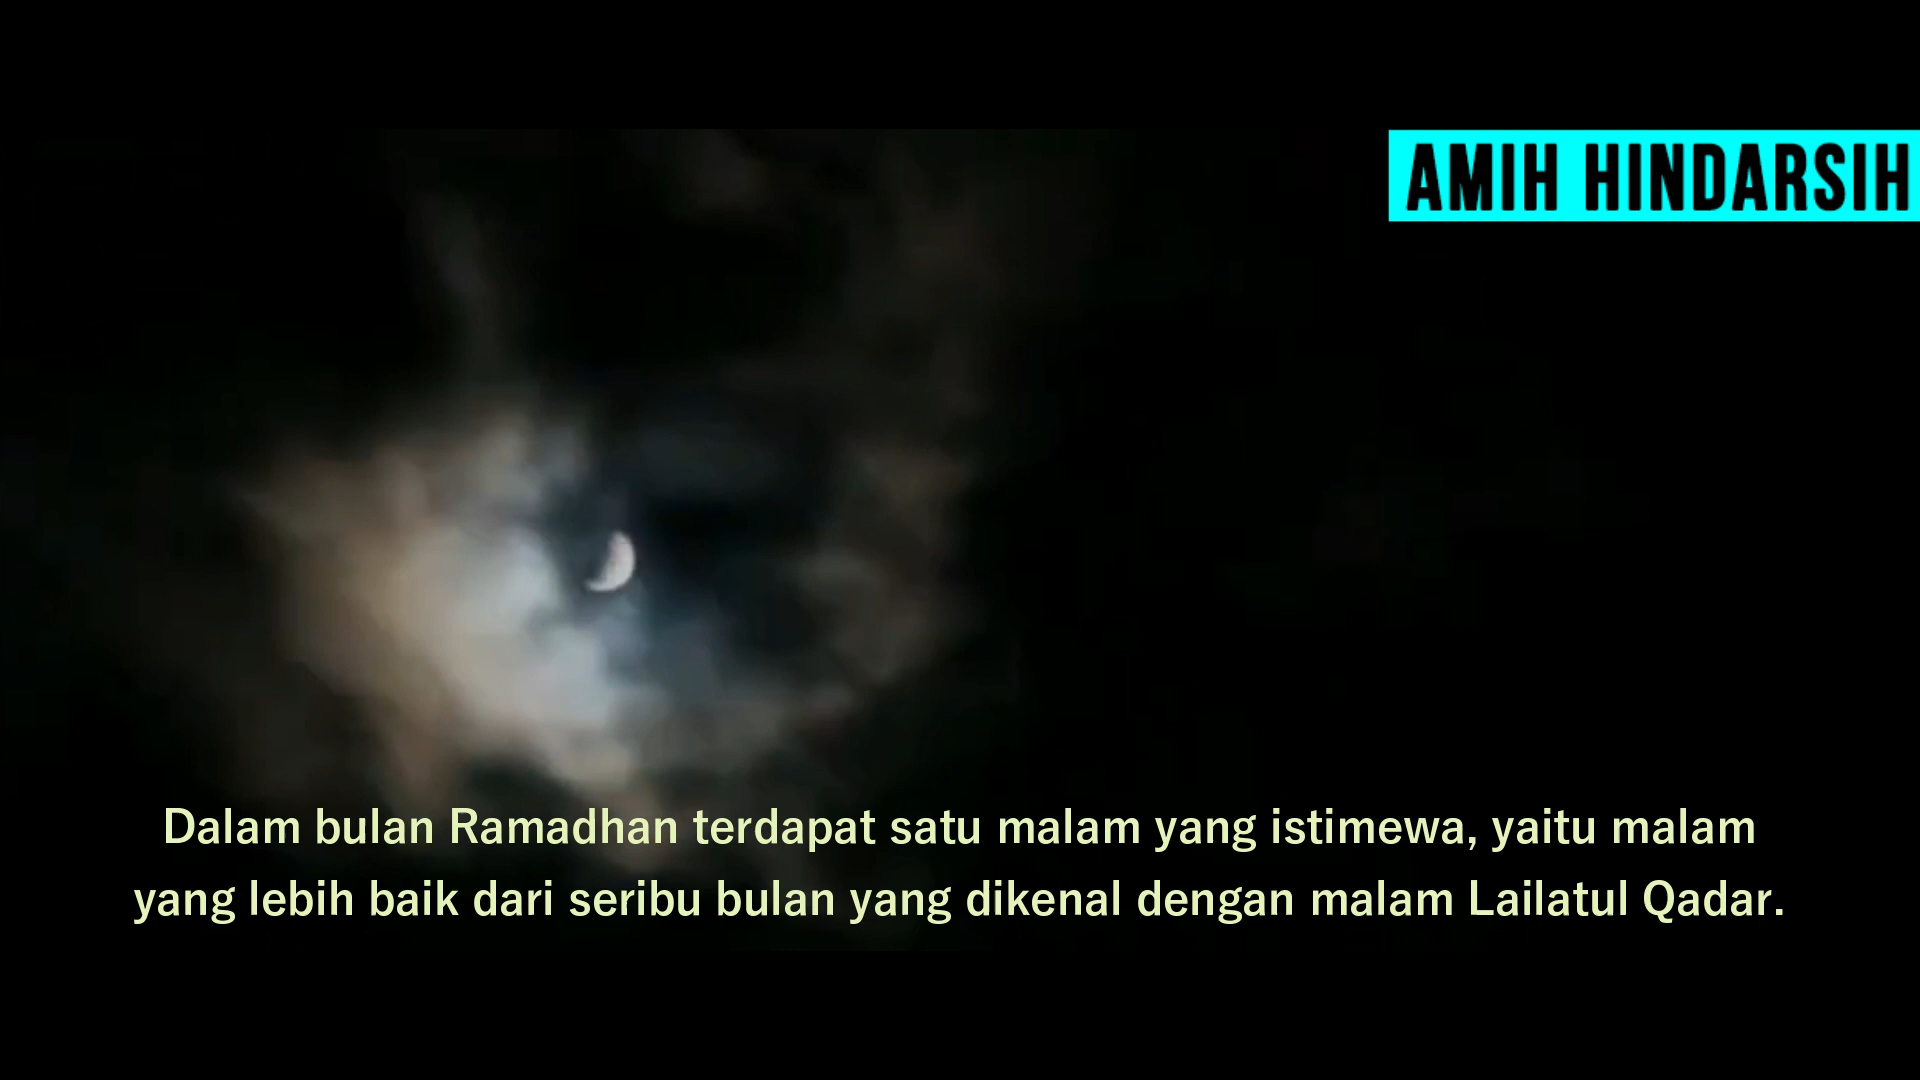 AMIH HINDARSIH
Dalam bulan Ramadhan terdapat satu malam yang istimewa, yaitu malam
yang lebih baik dari seribu bulan yang dikenal dengan malam Lailatul Qadar.